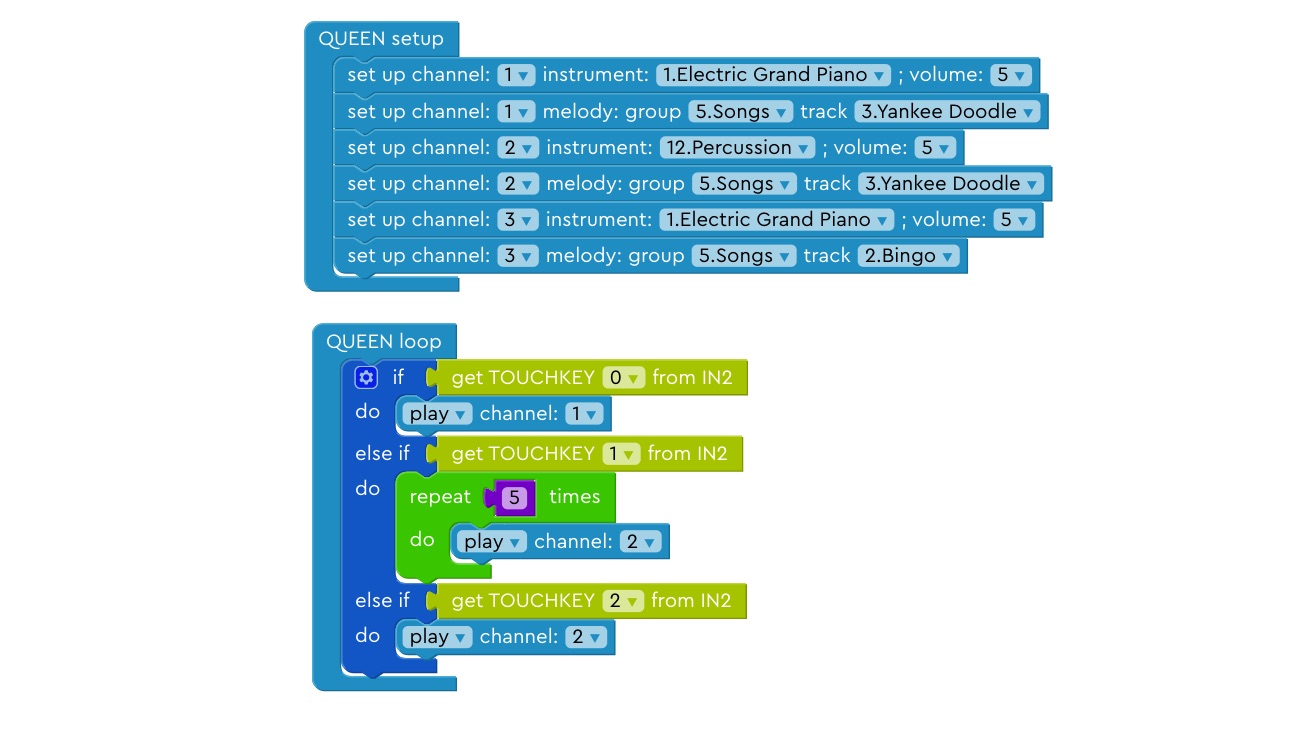 QUEEN setup
set up channel: 1 instrument: 1.Electric Grand Piano ; volume: 5
set up channel: 1 melody: group 5.Songs track 3.Yankee Doodle
set up channel: 2 instrument: 12.Percussion ; volume: 5
set up channel: 2 melody: group 5.Songs track 3.Yankee Doodle
set up channel: 3 instrument: 1.Electric Grand Piano ; volume: 5
set up channel: 3 melody: group 5.Songs track 2.Bingo
QUEEN loop
if get TOUCHKEY 0 from IN2
do play channel: 1
else if get TOUCHKEY 1 from IN2
do repeat 5 times
do play channel: 2
else if get TOUCHKEY 2 from IN2
do play channel: 2